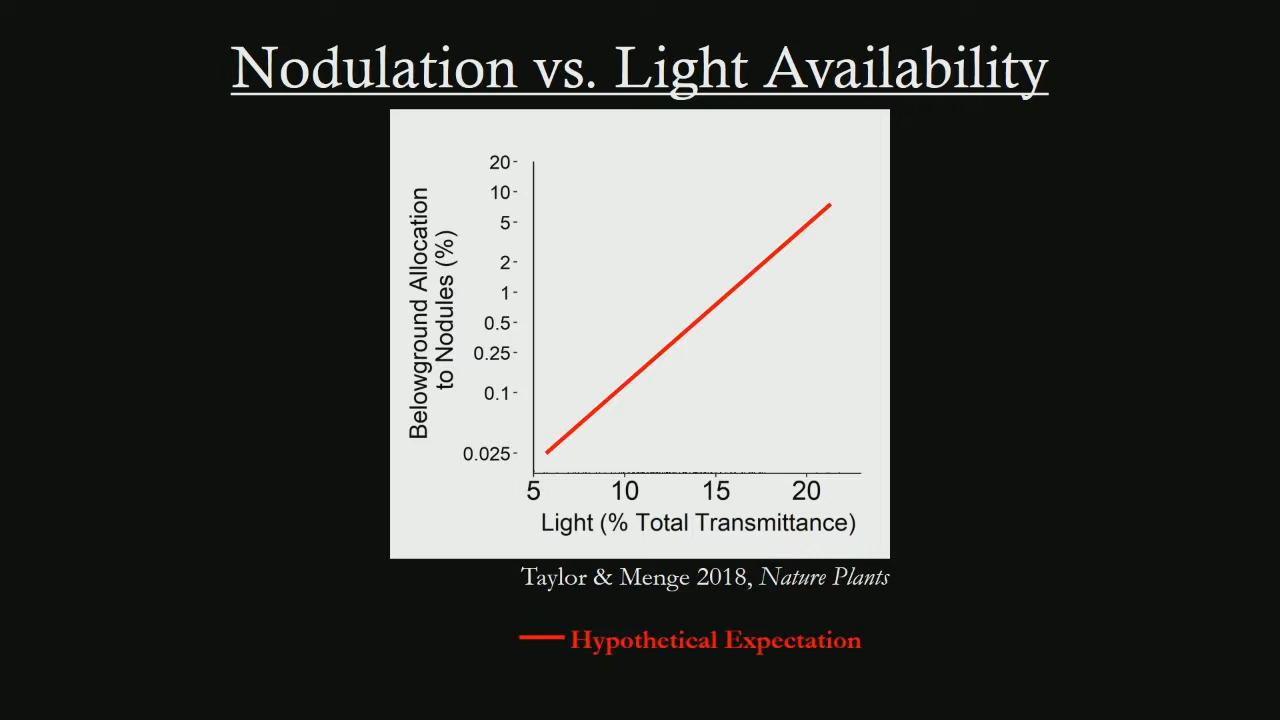 Nodulation vs. Light Availability
Belowground Allocation
to Nodules (%)
20
10
5
2
1
0.5
0.25
0.1
0.025
5 10 15 20
Light (% Total Transmittance)
Taylor & Menge 2018, Nature Plants
Hypothetical Expectation